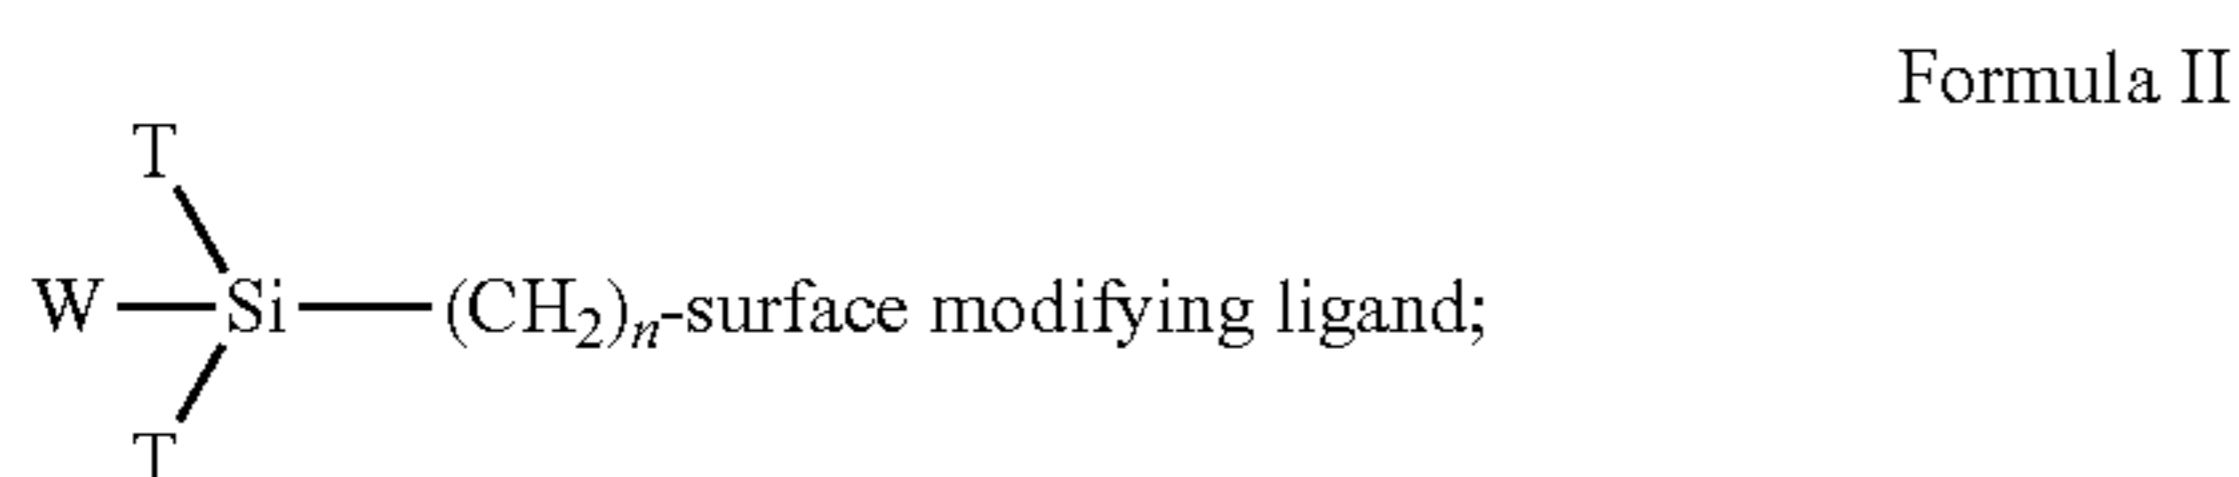 Formula II
T
W—Si—(CH₂)ₙ-surface modifying ligand;
T